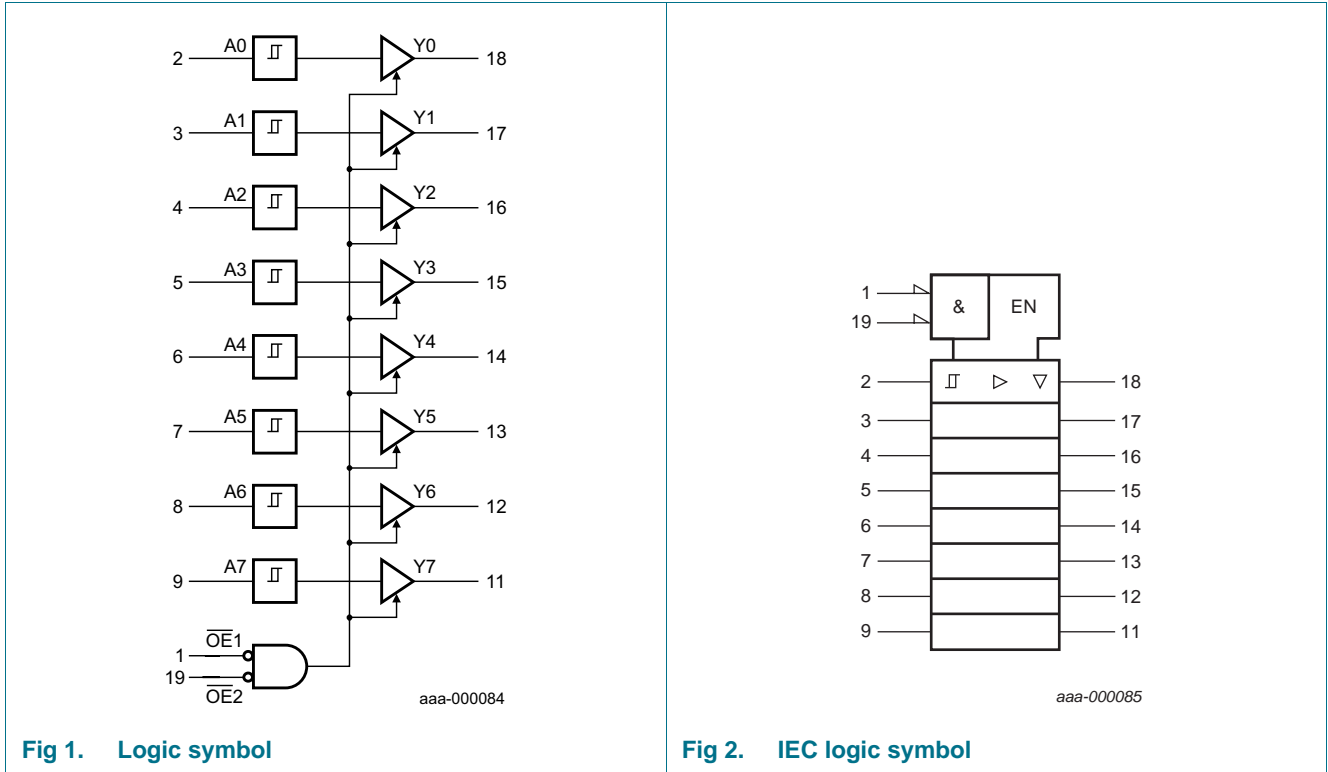 A0 Y0
2 18
A1 Y1
3 17
A2 Y2
4 16
A3 Y3
5 15
A4 Y4
6 14
A5 Y5
7 13
A6 Y6
8 12
A7 Y7
9 11
OE1
1
19
OE2
aaa-000084
Fig 1. Logic symbol
1
& EN
19
2 18
3 17
4 16
5 15
6 14
7 13
8 12
9 11
aaa-000085
Fig 2. IEC logic symbol